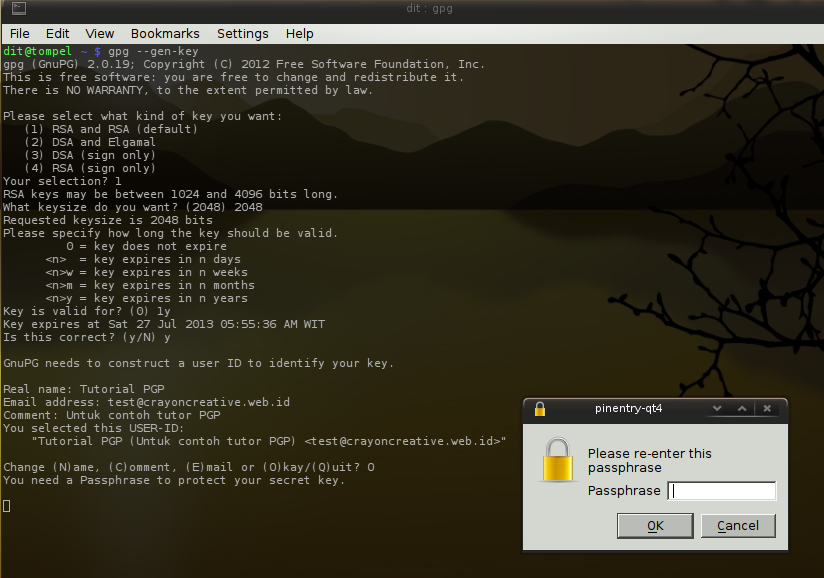 dit : gpg
File Edit View Bookmarks Settings Help
dit@tompel ~ $ gpg --gen-key
gpg (GnuPG) 2.0.19; Copyright (C) 2012 Free Software Foundation, Inc.
This is free software: you are free to change and redistribute it.
There is NO WARRANTY, to the extent permitted by law.
Please select what kind of key you want:
(1) RSA and RSA (default)
(2) DSA and Elgamal
(3) DSA (sign only)
(4) RSA (sign only)
Your selection? 1
RSA keys may be between 1024 and 4096 bits long.
What keysize do you want? (2048) 2048
Requested keysize is 2048 bits
Please specify how long the key should be valid.
0 = key does not expire
<n>  = key expires in n days
<n>w = key expires in n weeks
<n>m = key expires in n months
<n>y = key expires in n years
Key is valid for? (0) 1y
Key expires at Sat 27 Jul 2013 05:55:36 AM WIT
Is this correct? (y/N) y
GnuPG needs to construct a user ID to identify your key.
Real name: Tutorial PGP
Email address: test@crayoncreative.web.id
Comment: Untuk contoh tutor PGP
You selected this USER-ID:
"Tutorial PGP (Untuk contoh tutor PGP) <test@crayoncreative.web.id>"
Change (N)ame, (C)omment, (E)mail or (O)kay/(Q)uit? O
You need a Passphrase to protect your secret key.
pinentry-qt4
Please re-enter this
passphrase
Passphrase
OK Cancel